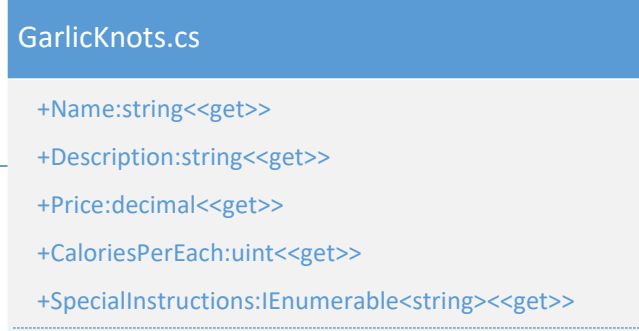 GarlicKnots.cs
+Name:string<<get>>
+Description:string<<get>>
+Price:decimal<<get>>
+CaloriesPerEach:uint<<get>>
+SpecialInstructions:IEnumerable<string><<get>>